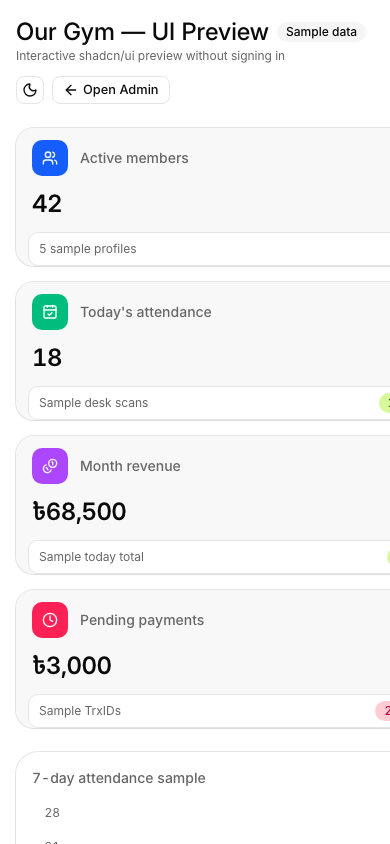 Our Gym — UI Preview Sample data
Interactive shadcn/ui preview without signing in
Open Admin
Active members
42
5 sample profiles
Today's attendance
18
Sample desk scans
Month revenue
৳68,500
Sample today total
Pending payments
৳3,000
Sample TrxIDs
7-day attendance sample
28